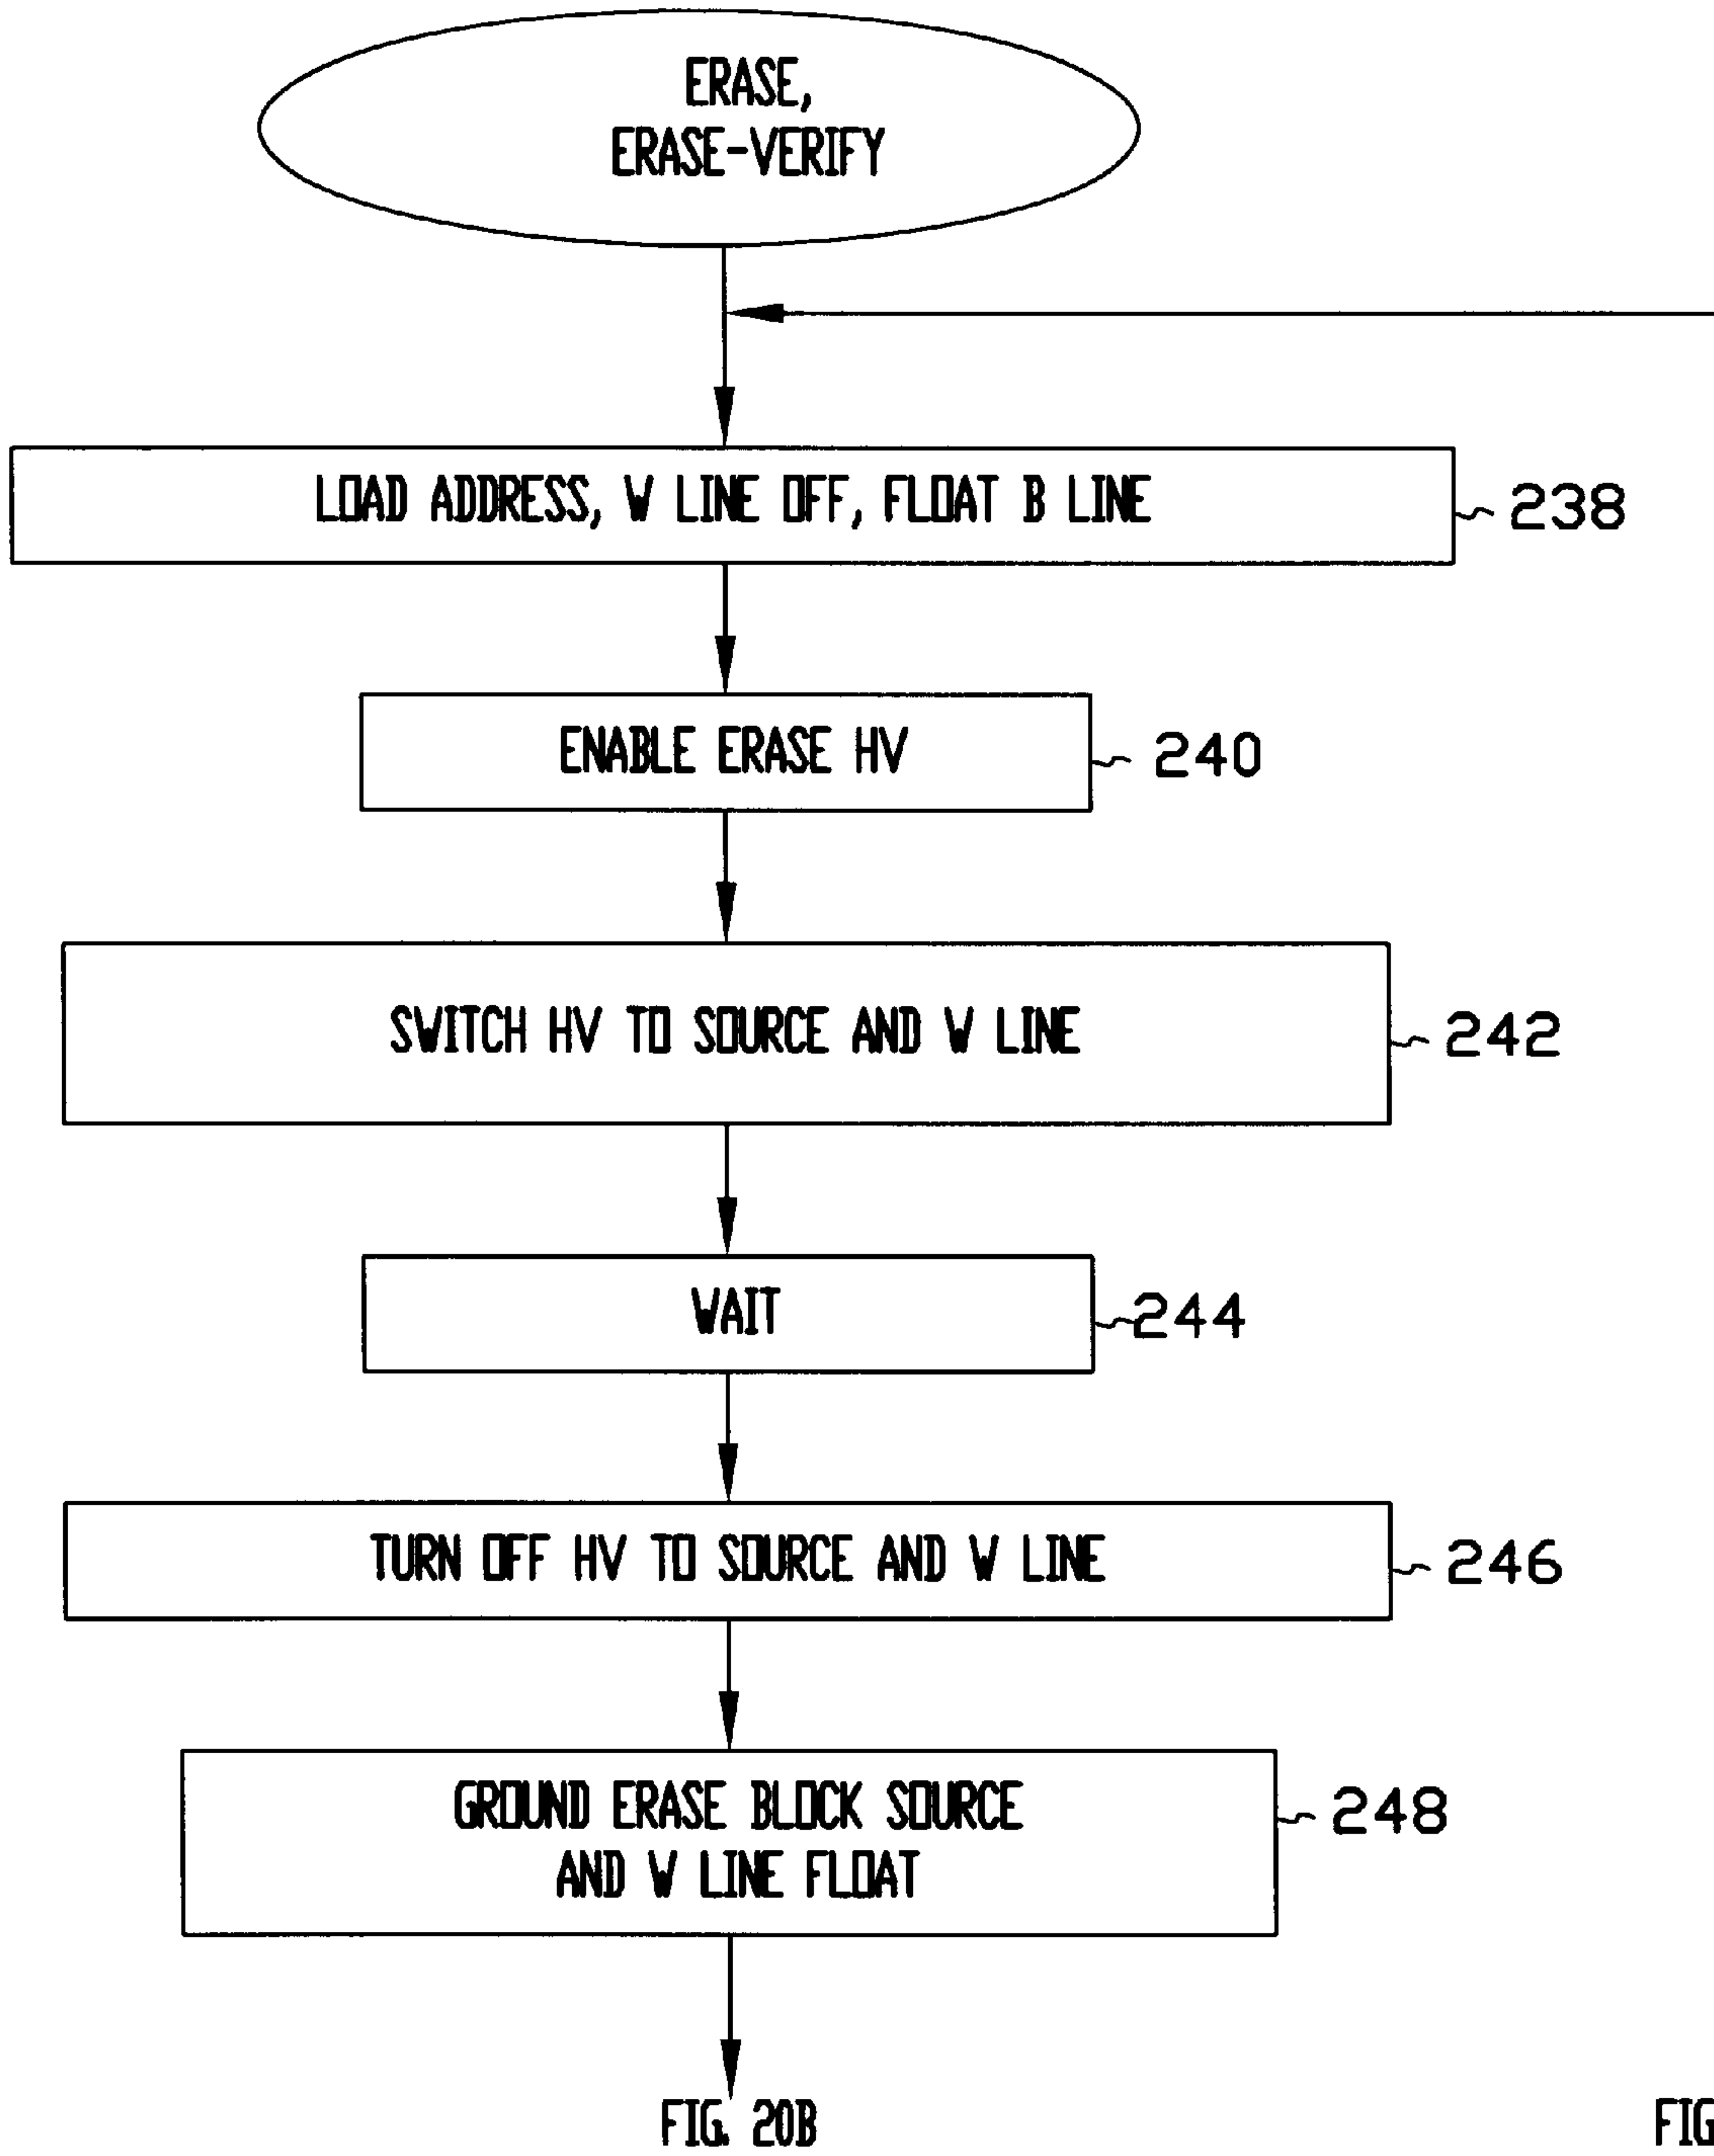 ERASE,
ERASE-VERIFY
LOAD ADDRESS, W LINE OFF, FLOAT B LINE
238
ENABLE ERASE HV
240
SWITCH HV TO SOURCE AND W LINE
242
WAIT
244
TURN OFF HV TO SOURCE AND W LINE
246
GROUND ERASE BLOCK SOURCE
AND W LINE FLOAT
248
FIG. 20B
FIG